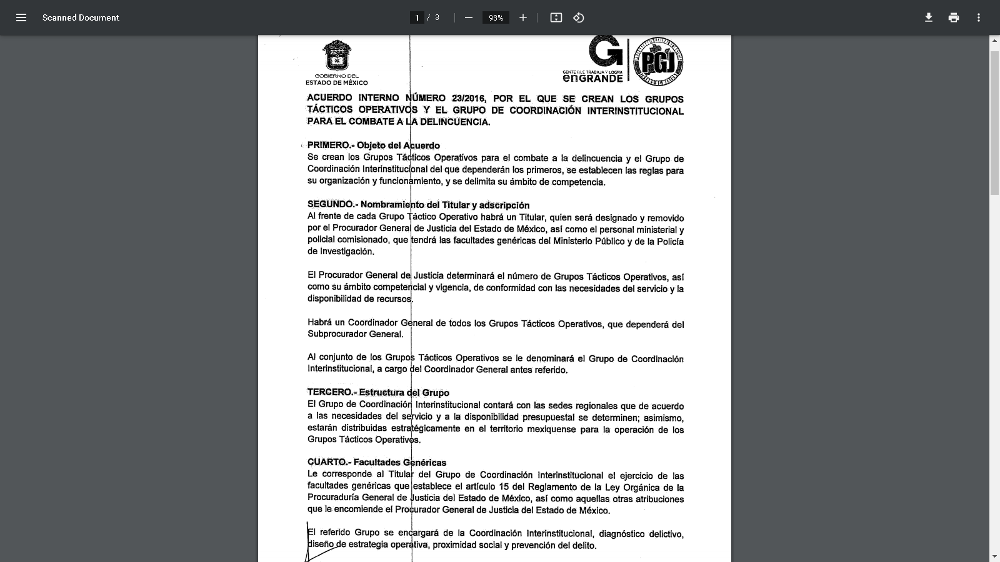 Scanned Document
1 / 3
93%
GOBIERNO DEL
ESTADO DE MÉXICO
GENTE QUE TRABAJA Y LOGRA
enGRANDE
PGJ
ACUERDO INTERNO NÚMERO 23/2016, POR EL QUE SE CREAN LOS GRUPOS
TÁCTICOS OPERATIVOS Y EL GRUPO DE COORDINACIÓN INTERINSTITUCIONAL
PARA EL COMBATE A LA DELINCUENCIA.
PRIMERO.- Objeto del Acuerdo
Se crean los Grupos Tácticos Operativos para el combate a la delincuencia y el Grupo de
Coordinación Interinstitucional del que dependerán los primeros, se establecen las reglas para
su organización y funcionamiento, y se delimita su ámbito de competencia.
SEGUNDO.- Nombramiento del Titular y adscripción
Al frente de cada Grupo Táctico Operativo habrá un Titular, quien será designado y removido
por el Procurador General de Justicia del Estado de México, así como el personal ministerial y
policial comisionado, que tendrá las facultades genéricas del Ministerio Público y de la Policía
de Investigación.
El Procurador General de Justicia determinará el número de Grupos Tácticos Operativos, así
como su ámbito competencial y vigencia, de conformidad con las necesidades del servicio y la
disponibilidad de recursos.
Habrá un Coordinador General de todos los Grupos Tácticos Operativos, que dependerá del
Subprocurador General.
Al conjunto de los Grupos Tácticos Operativos se le denominará el Grupo de Coordinación
Interinstitucional, a cargo del Coordinador General antes referido.
TERCERO.- Estructura del Grupo
El Grupo de Coordinación Interinstitucional contará con las sedes regionales que de acuerdo
a las necesidades del servicio y a la disponibilidad presupuestal se determinen; asimismo,
estarán distribuidas estratégicamente en el territorio mexiquense para la operación de los
Grupos Tácticos Operativos.
CUARTO.- Facultades Genéricas
Le corresponde al Titular del Grupo de Coordinación Interinstitucional el ejercicio de las
facultades genéricas que establece el artículo 15 del Reglamento de la Ley Orgánica de la
Procuraduría General de Justicia del Estado de México, así como aquellas otras atribuciones
que le encomiende el Procurador General de Justicia del Estado de México.
El referido Grupo se encargará de la Coordinación Interinstitucional, diagnóstico delictivo,
diseño de estrategia operativa, proximidad social y prevención del delito.